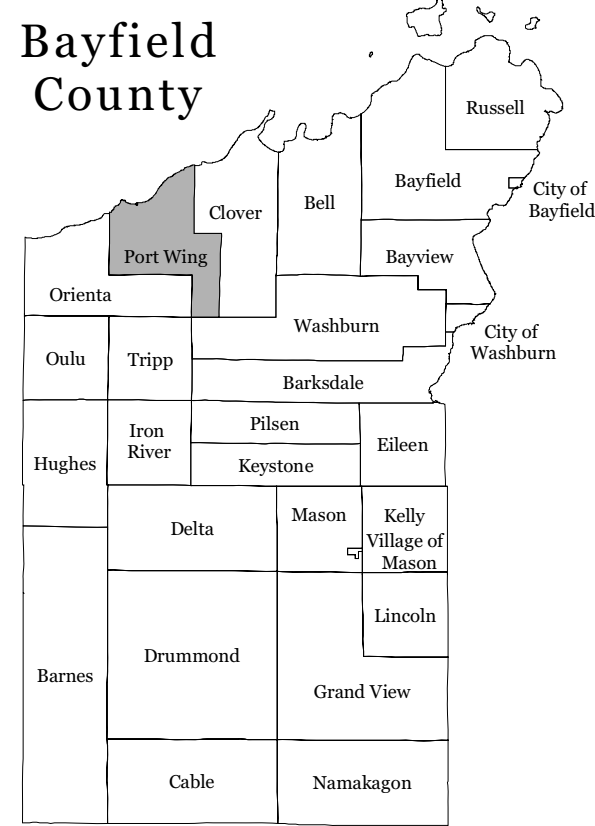 Bayfield
County
Russell
Bayfield
City of
Bayfield
Clover
Bell
Port Wing
Bayview
Orienta
Washburn
City of
Washburn
Oulu
Tripp
Barksdale
Iron
River
Pilsen
Eileen
Hughes
Keystone
Delta
Mason
Kelly
Village of
Mason
Lincoln
Drummond
Barnes
Grand View
Cable
Namakagon